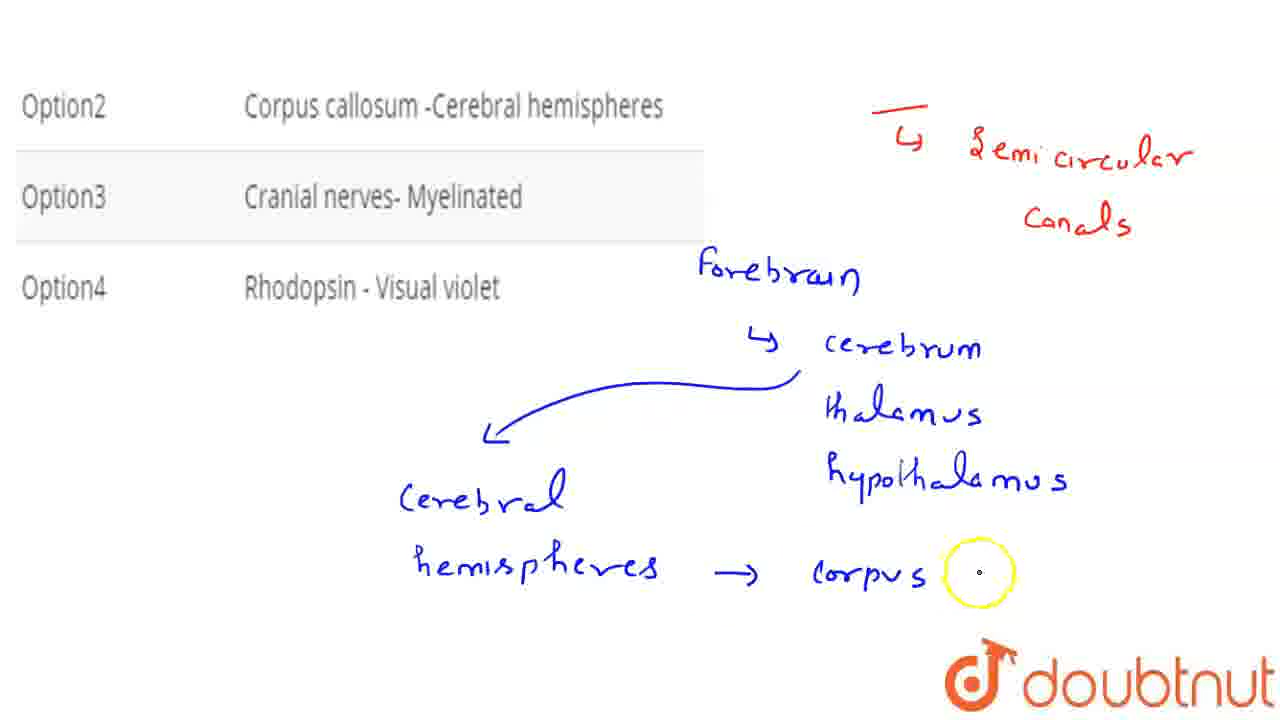 Option2 Corpus callosum -Cerebral hemispheres
↳ Semicircular
canals
Option3 Cranial nerves- Myelinated
Option4 Rhodopsin - Visual violet
Forebrain
↳ cerebrum
thalamus
hypothalamus
Cerebral
hemispheres → corpus
doubtnut